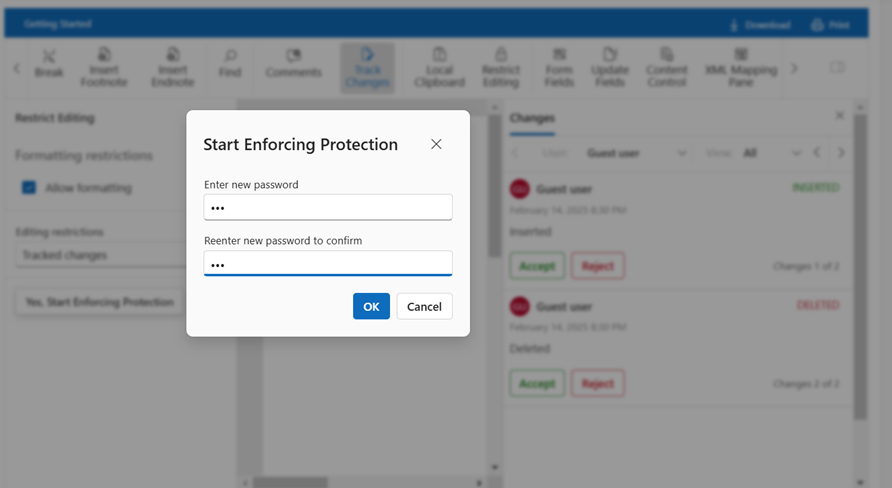 Getting Started
Download Print
Break
Insert Footnote
Insert Endnote
Find
Comments
Track Changes
Local Clipboard
Restrict Editing
Form Fields
Update Fields
Content Control
XML Mapping Pane
Restrict Editing
Formatting restrictions
Allow formatting
Editing restrictions
Tracked changes
Yes, Start Enforcing Protection
Start Enforcing Protection
Enter new password
•••
Reenter new password to confirm
•••
OK Cancel
Changes
User: Guest user View: All
GU Guest user INSERTED
February 14, 2025 8:30 PM
Inserted
Accept Reject Changes 1 of 2
GU Guest user DELETED
February 14, 2025 8:30 PM
Deleted
Accept Reject Changes 2 of 2